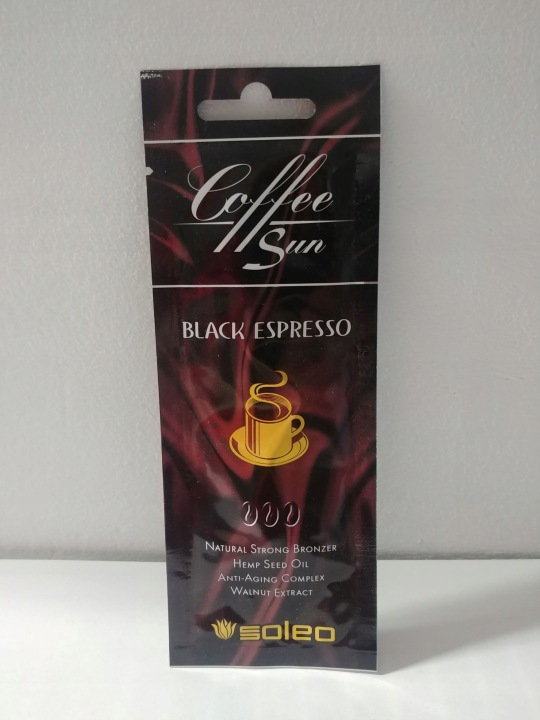 Coffee
Sun
BLACK ESPRESSO
NATURAL STRONG BRONZER
HEMP SEED OIL
ANTI-AGING COMPLEX
WALNUT EXTRACT
soleo